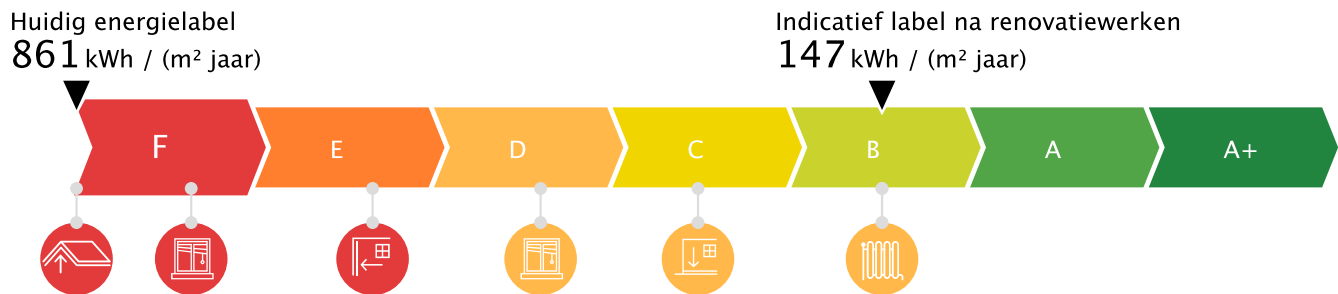 Huidig energielabel
861 kWh / (m² jaar)
Indicatief label na renovatiewerken
147 kWh / (m² jaar)
F E D C B A A+